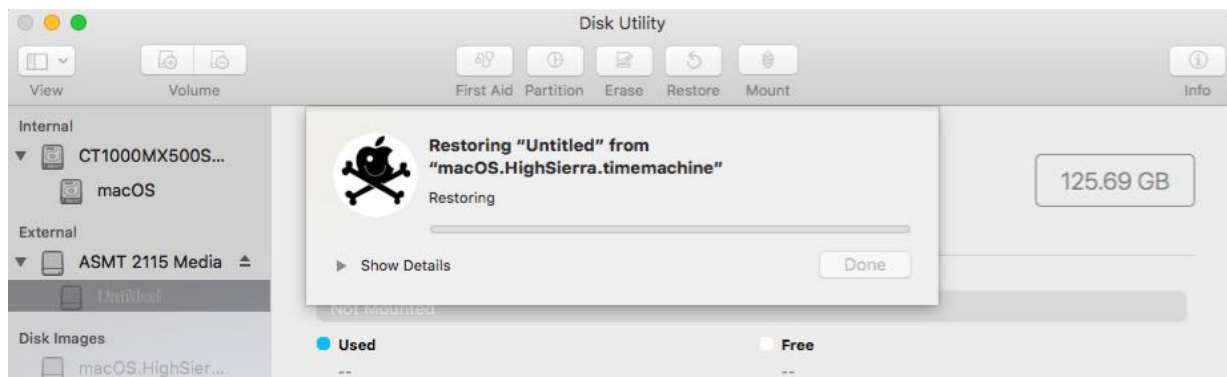 Disk Utility
View
Volume
First Aid
Partition
Erase
Restore
Mount
Info
Internal
CT1000MX500S...
macOS
External
ASMT 2115 Media
Untitled
Disk Images
macOS.HighSier...
Restoring “Untitled” from
“macOS.HighSierra.timemachine”
Restoring
Show Details
Done
125.69 GB
Not Mounted
Used
Free
--
--